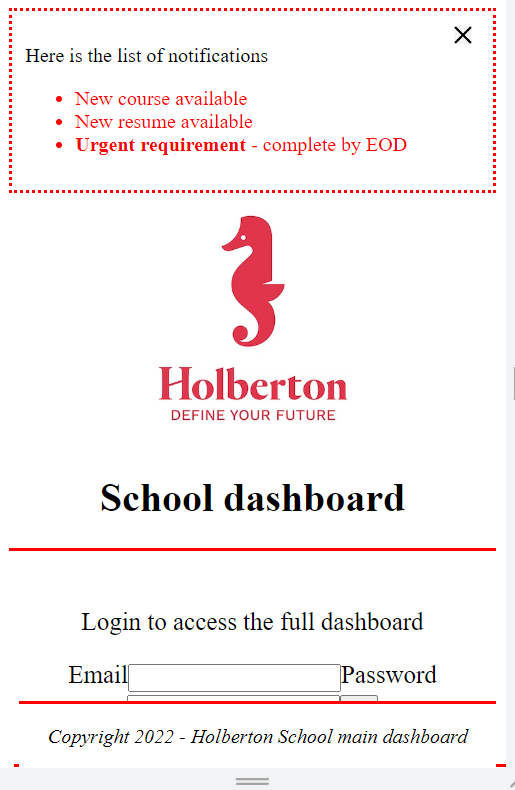 Here is the list of notifications
New course available
New resume available
Urgent requirement - complete by EOD
Holberton
DEFINE YOUR FUTURE
School dashboard
Login to access the full dashboard
Email Password
Copyright 2022 - Holberton School main dashboard